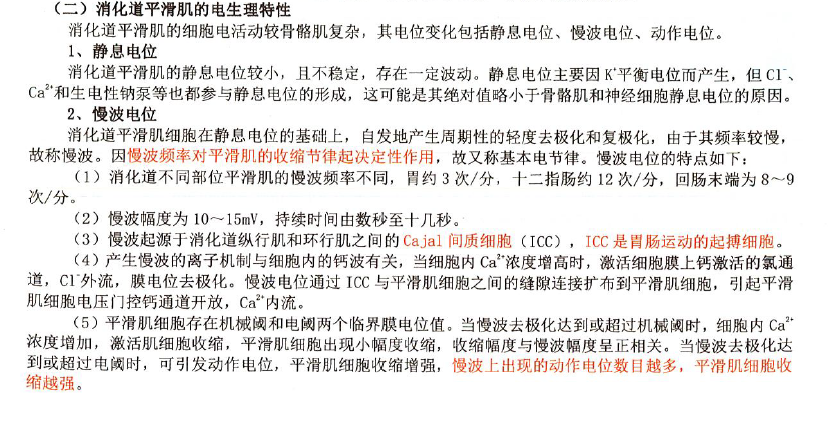 （二）消化道平滑肌的电生理特性
消化道平滑肌的细胞电活动较骨骼肌复杂，其电位变化包括静息电位、慢波电位、动作电位。
1、静息电位
消化道平滑肌的静息电位较小，且不稳定，存在一定波动。静息电位主要因 K⁺平衡电位而产生，但 Cl⁻、
Ca²⁺和生电性钠泵等也都参与静息电位的形成，这可能是其绝对值略小于骨骼肌和神经细胞静息电位的原因。
2、慢波电位
消化道平滑肌细胞在静息电位的基础上，自发地产生周期性的轻度去极化和复极化，由于其频率较慢，
故称慢波。因慢波频率对平滑肌的收缩节律起决定性作用，故又称基本电节律。慢波电位的特点如下：
（1）消化道不同部位平滑肌的慢波频率不同，胃约 3 次/分，十二指肠约 12 次/分，回肠末端为 8～9
次/分。
（2）慢波幅度为 10～15mV，持续时间由数秒至十几秒。
（3）慢波起源于消化道纵行肌和环行肌之间的 Cajal 间质细胞（ICC），ICC 是胃肠运动的起搏细胞。
（4）产生慢波的离子机制与细胞内的钙波有关，当细胞内 Ca²⁺浓度增高时，激活细胞膜上钙激活的氯通
道，Cl⁻外流，膜电位去极化。慢波电位通过 ICC 与平滑肌细胞之间的缝隙连接扩布到平滑肌细胞，引起平滑
肌细胞电压门控钙通道开放，Ca²⁺内流。
（5）平滑肌细胞存在机械阈和电阈两个临界膜电位值。当慢波去极化达到或超过机械阈时，细胞内 Ca²⁺
浓度增加，激活肌细胞收缩，平滑肌细胞出现小幅度收缩，收缩幅度与慢波幅度呈正相关。当慢波去极化达
到或超过电阈时，可引发动作电位，平滑肌细胞收缩增强，慢波上出现的动作电位数目越多，平滑肌细胞收
缩越强。